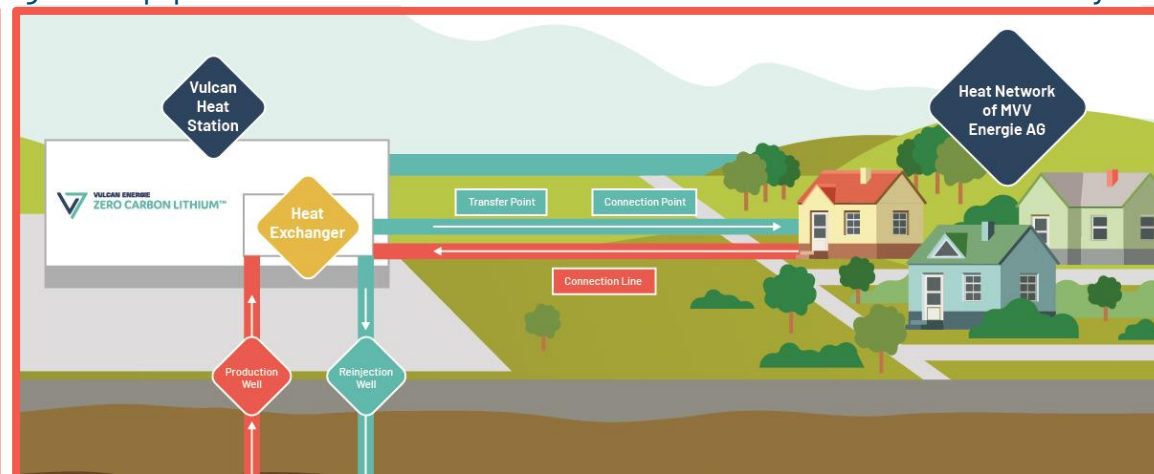 Vulcan
Heat
Station
Heat Network
of MVV
Energie AG
VULCAN ENERGIE
ZERO CARBON LITHIUM™
Heat
Exchanger
Transfer Point
Connection Point
Connection Line
Production
Well
Reinjection
Well